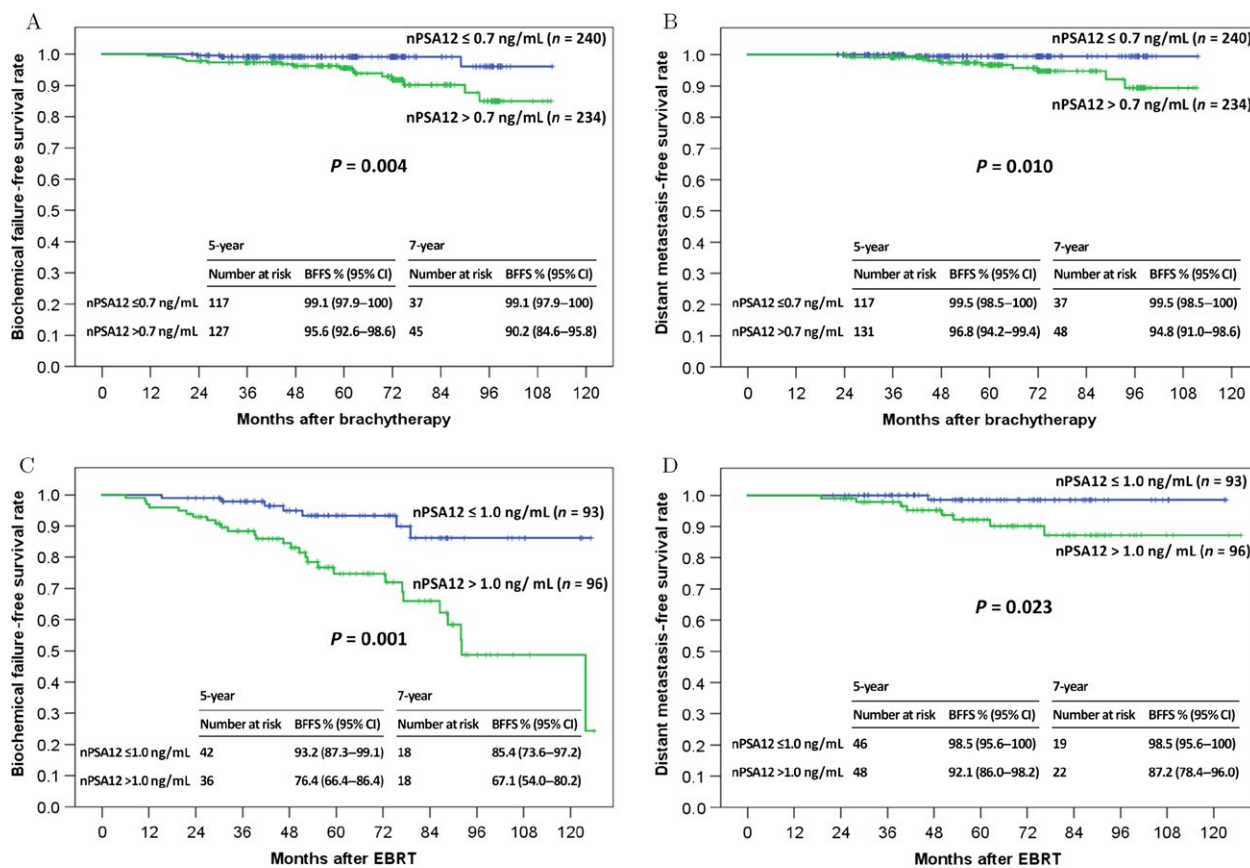 A
Biochemical failure-free survival rate
1.0
0.9
0.8
0.7
0.6
0.5
0.4
0.3
0.2
0.1
0.0
nPSA12 ≤ 0.7 ng/mL (n = 240)
nPSA12 > 0.7 ng/mL (n = 234)
P = 0.004
5-year 7-year
Number at risk BFFS % (95% CI) Number at risk BFFS % (95% CI)
nPSA12 ≤0.7 ng/mL 117 99.1 (97.9–100) 37 99.1 (97.9–100)
nPSA12 >0.7 ng/mL 127 95.6 (92.6–98.6) 45 90.2 (84.6–95.8)
0 12 24 36 48 60 72 84 96 108 120
Months after brachytherapy
B
Distant metastasis-free survival rate
1.0
0.9
0.8
0.7
0.6
0.5
0.4
0.3
0.2
0.1
0.0
nPSA12 ≤ 0.7 ng/mL (n = 240)
nPSA12 > 0.7 ng/mL (n = 234)
P = 0.010
5-year 7-year
Number at risk BFFS % (95% CI) Number at risk BFFS % (95% CI)
nPSA12 ≤0.7 ng/mL 117 99.5 (98.5–100) 37 99.5 (98.5–100)
nPSA12 >0.7 ng/mL 131 96.8 (94.2–99.4) 48 94.8 (91.0–98.6)
0 12 24 36 48 60 72 84 96 108 120
Months after brachytherapy
C
Biochemical failure-free survival rate
1.0
0.9
0.8
0.7
0.6
0.5
0.4
0.3
0.2
0.1
0.0
nPSA12 ≤ 1.0 ng/mL (n = 93)
nPSA12 > 1.0 ng/ mL (n = 96)
P = 0.001
5-year 7-year
Number at risk BFFS % (95% CI) Number at risk BFFS % (95% CI)
nPSA12 ≤1.0 ng/mL 42 93.2 (87.3–99.1) 18 85.4 (73.6–97.2)
nPSA12 >1.0 ng/mL 36 76.4 (66.4–86.4) 18 67.1 (54.0–80.2)
0 12 24 36 48 60 72 84 96 108 120
Months after EBRT
D
Distant metastasis-free survival rate
1.0
0.9
0.8
0.7
0.6
0.5
0.4
0.3
0.2
0.1
0.0
nPSA12 ≤ 1.0 ng/mL (n = 93)
nPSA12 > 1.0 ng/ mL (n = 96)
P = 0.023
5-year 7-year
Number at risk BFFS % (95% CI) Number at risk BFFS % (95% CI)
nPSA12 ≤1.0 ng/mL 46 98.5 (95.6–100) 19 98.5 (95.6–100)
nPSA12 >1.0 ng/mL 48 92.1 (86.0–98.2) 22 87.2 (78.4–96.0)
0 12 24 36 48 60 72 84 96 108 120
Months after EBRT